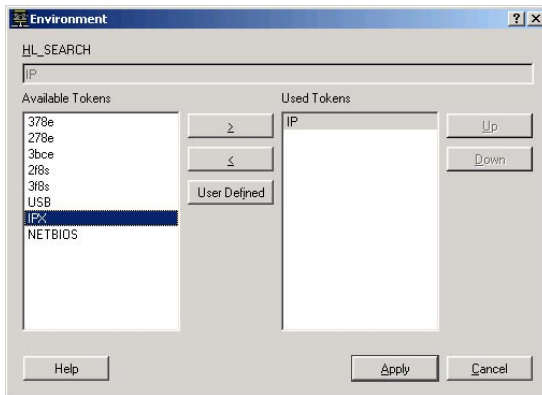 Environment
HL_SEARCH
IP
Available Tokens
Used Tokens
378e
278e
3bce
2f8s
3f8s
USB
IPX
NETBIOS
>
<
User Defined
IP
Up
Down
Help
Apply
Cancel